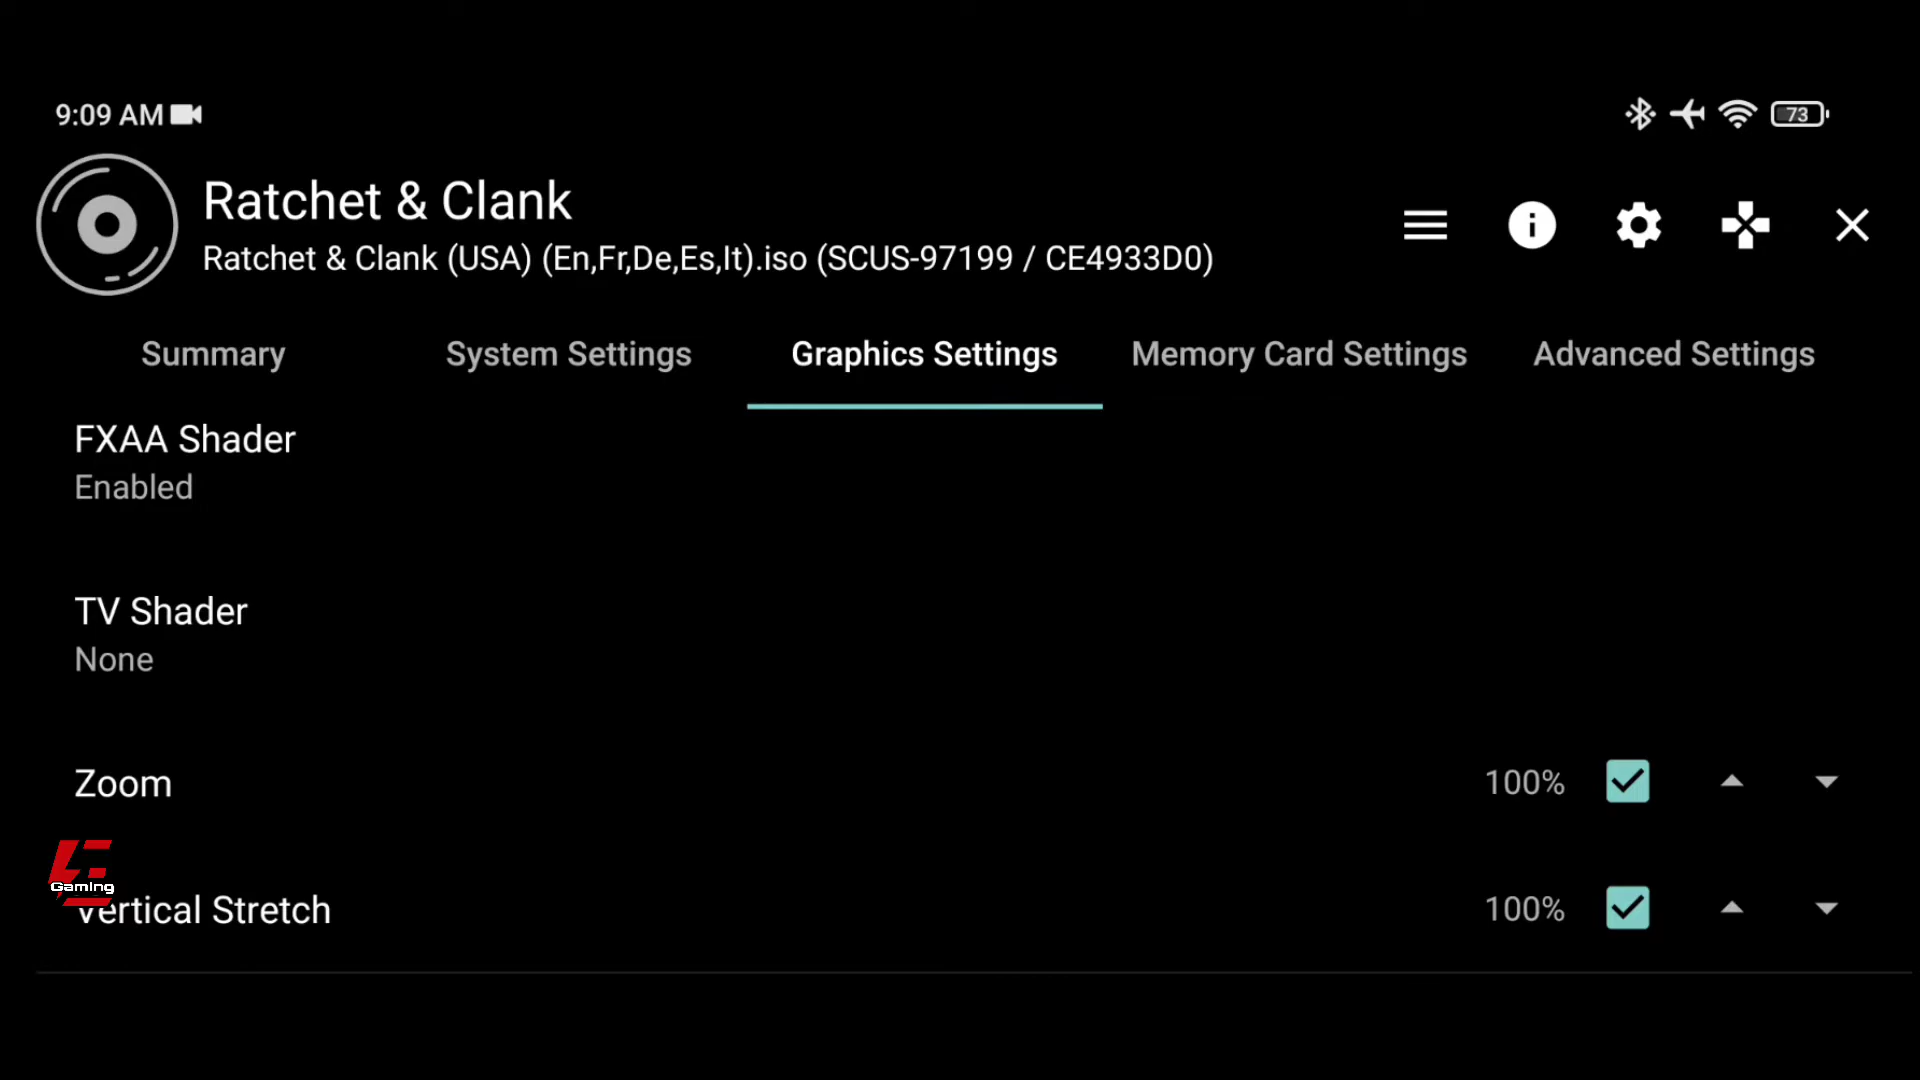 9:09 AM
73
Ratchet & Clank
Ratchet & Clank (USA) (En,Fr,De,Es,It).iso (SCUS-97199 / CE4933D0)
Summary System Settings Graphics Settings Memory Card Settings Advanced Settings
FXAA Shader
Enabled
TV Shader
None
Zoom 100%
Gaming
Vertical Stretch 100%